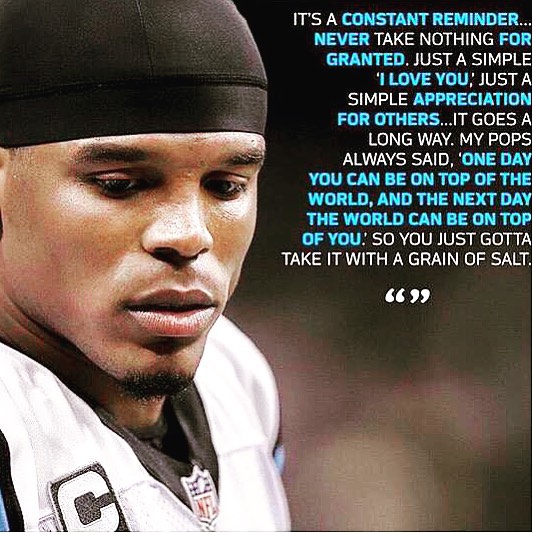 IT'S A CONSTANT REMINDER...
NEVER TAKE NOTHING FOR
GRANTED. JUST A SIMPLE
'I LOVE YOU,' JUST A
SIMPLE APPRECIATION
FOR OTHERS...IT GOES A
LONG WAY. MY POPS
ALWAYS SAID, 'ONE DAY
YOU CAN BE ON TOP OF THE
WORLD, AND THE NEXT DAY
THE WORLD CAN BE ON TOP
OF YOU.' SO YOU JUST GOTTA
TAKE IT WITH A GRAIN OF SALT.
“”
C
NFL